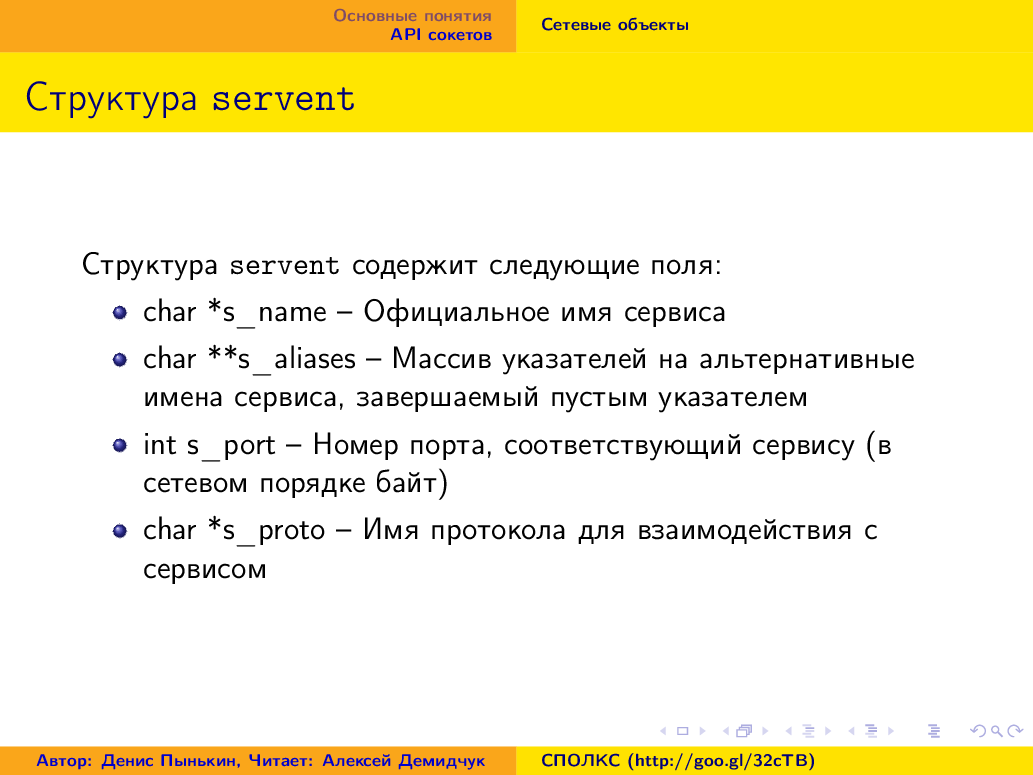 Основные понятия
API сокетов
Сетевые объекты
Структура servent
Структура servent содержит следующие поля:
char *s_name – Официальное имя сервиса
char **s_aliases – Массив указателей на альтернативные
имена сервиса, завершаемый пустым указателем
int s_port – Номер порта, соответствующий сервису (в
сетевом порядке байт)
char *s_proto – Имя протокола для взаимодействия с
сервисом
Автор: Денис Пынькин, Читает: Алексей Демидчук
СПОЛКС (http://goo.gl/32cTB)